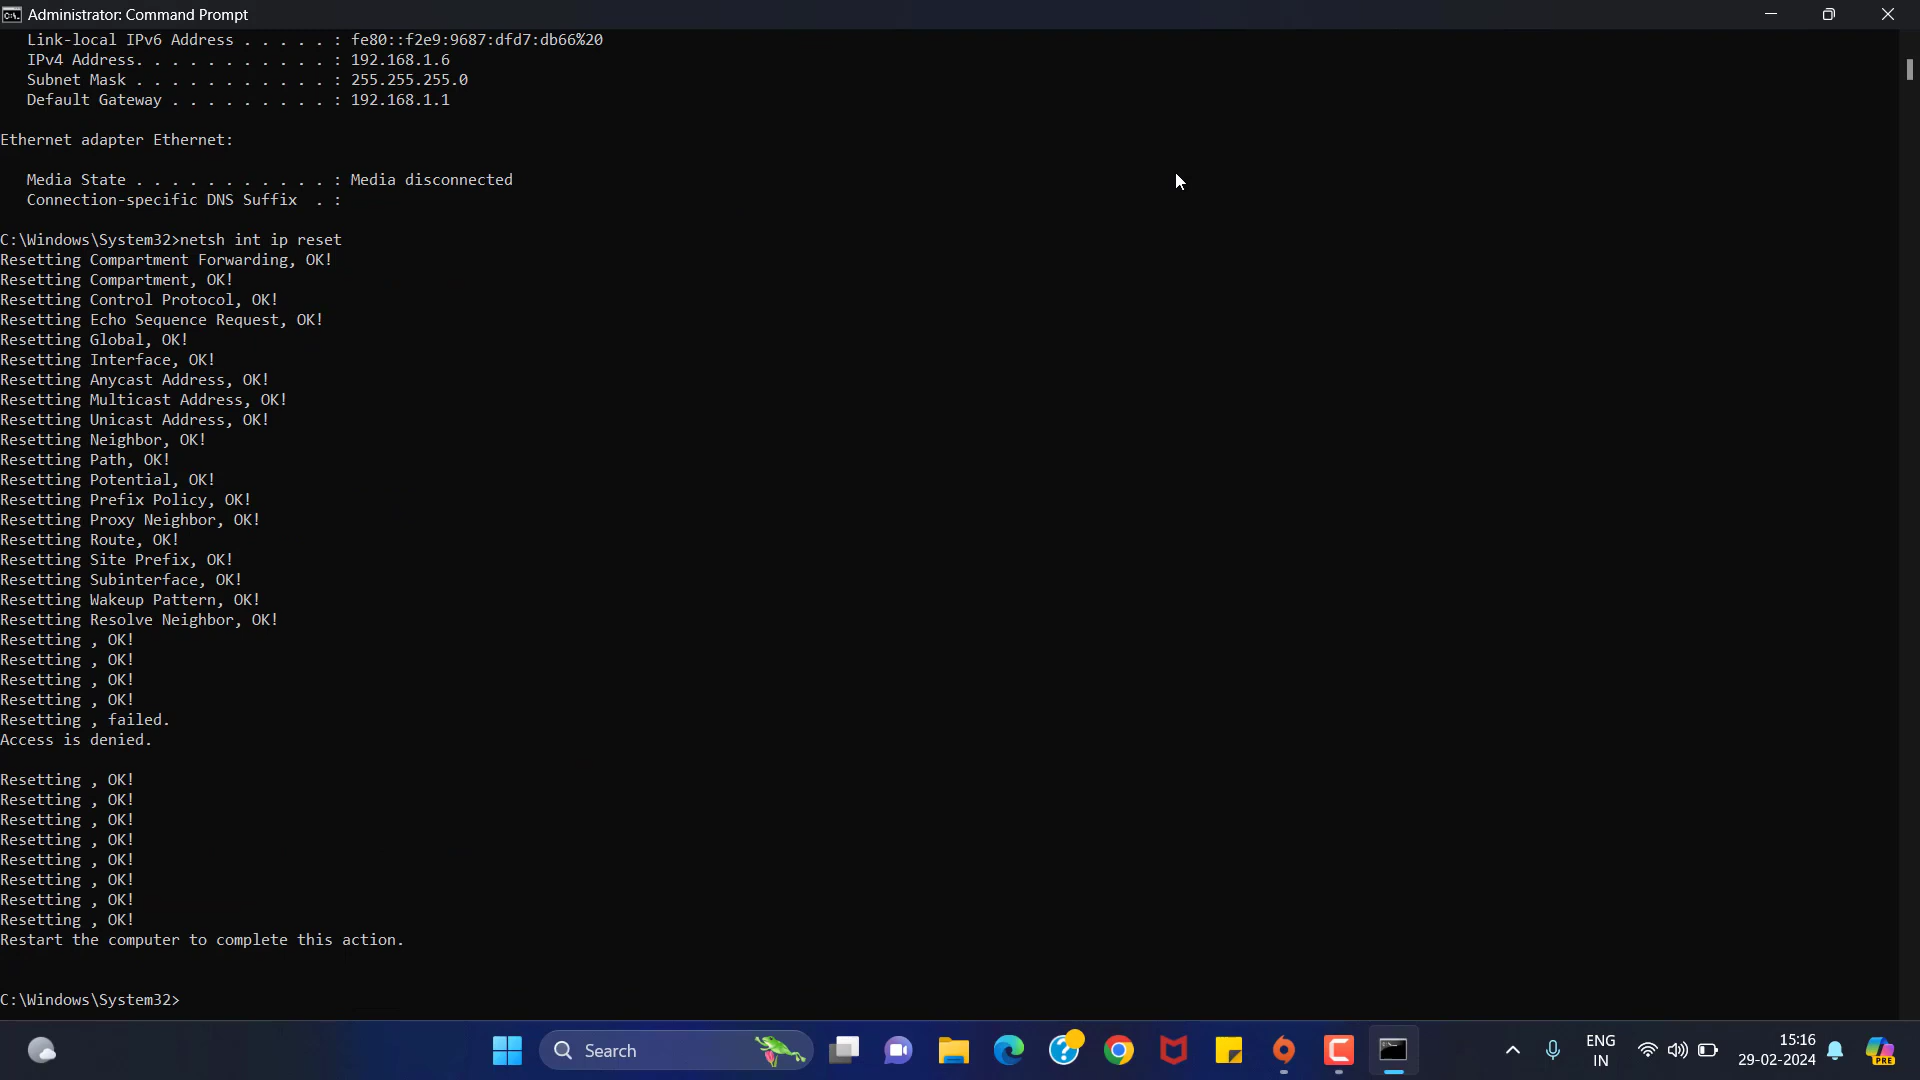 Administrator: Command Prompt
Link-local IPv6 Address . . . . . : fe80::f2e9:9687:dfd7:db66%20
IPv4 Address. . . . . . . . . . . : 192.168.1.6
Subnet Mask . . . . . . . . . . . : 255.255.255.0
Default Gateway . . . . . . . . . : 192.168.1.1
Ethernet adapter Ethernet:
Media State . . . . . . . . . . . : Media disconnected
Connection-specific DNS Suffix  . :
C:\Windows\System32>netsh int ip reset
Resetting Compartment Forwarding, OK!
Resetting Compartment, OK!
Resetting Control Protocol, OK!
Resetting Echo Sequence Request, OK!
Resetting Global, OK!
Resetting Interface, OK!
Resetting Anycast Address, OK!
Resetting Multicast Address, OK!
Resetting Unicast Address, OK!
Resetting Neighbor, OK!
Resetting Path, OK!
Resetting Potential, OK!
Resetting Prefix Policy, OK!
Resetting Proxy Neighbor, OK!
Resetting Route, OK!
Resetting Site Prefix, OK!
Resetting Subinterface, OK!
Resetting Wakeup Pattern, OK!
Resetting Resolve Neighbor, OK!
Resetting , OK!
Resetting , OK!
Resetting , OK!
Resetting , OK!
Resetting , failed.
Access is denied.
Resetting , OK!
Resetting , OK!
Resetting , OK!
Resetting , OK!
Resetting , OK!
Resetting , OK!
Resetting , OK!
Resetting , OK!
Restart the computer to complete this action.
C:\Windows\System32>
Search
ENG
IN
15:16
29-02-2024
PRE